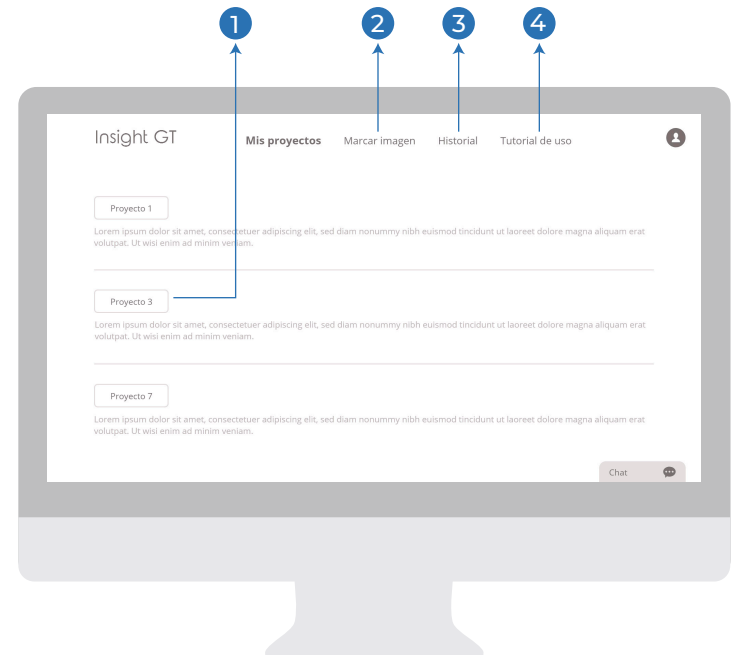 1 2 3 4
Insight GT
Mis proyectos Marcar imagen Historial Tutorial de uso
Proyecto 1
Lorem ipsum dolor sit amet, consectetuer adipiscing elit, sed diam nonummy nibh euismod tincidunt ut laoreet dolore magna aliquam erat
volutpat. Ut wisi enim ad minim veniam.
Proyecto 3
Lorem ipsum dolor sit amet, consectetuer adipiscing elit, sed diam nonummy nibh euismod tincidunt ut laoreet dolore magna aliquam erat
volutpat. Ut wisi enim ad minim veniam.
Proyecto 7
Lorem ipsum dolor sit amet, consectetuer adipiscing elit, sed diam nonummy nibh euismod tincidunt ut laoreet dolore magna aliquam erat
volutpat. Ut wisi enim ad minim veniam.
Chat